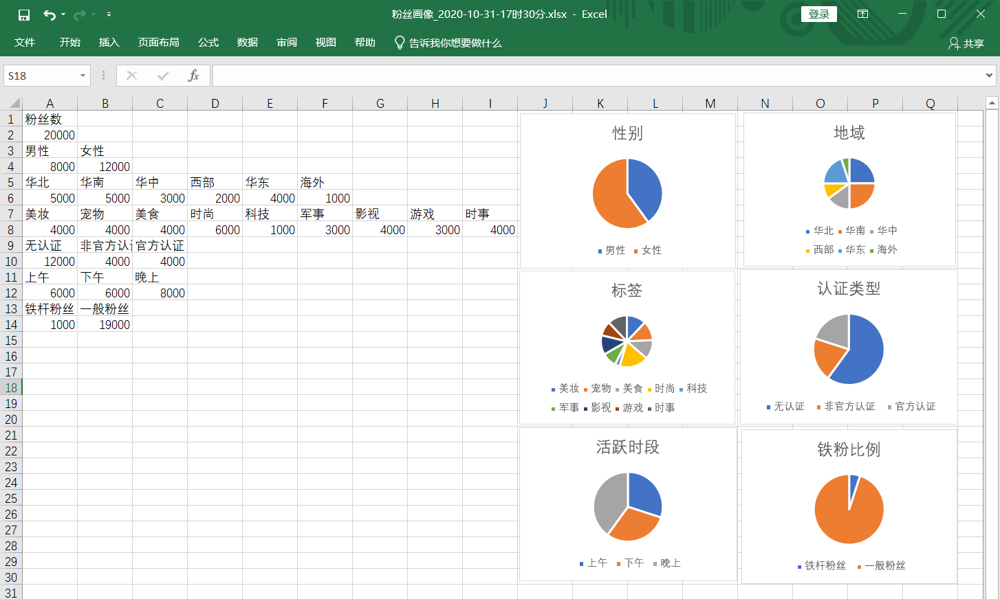 粉丝画像_2020-10-31-17时30分.xlsx - Excel
登录
文件 开始 插入 页面布局 公式 数据 审阅 视图 帮助 告诉我你想要做什么 共享
S18 fx
A B C D E F G H I J K L M N O P Q
1 粉丝数
2 20000
3 男性 女性
4 8000 12000
5 华北 华南 华中 西部 华东 海外
6 5000 5000 3000 2000 4000 1000
7 美妆 宠物 美食 时尚 科技 军事 影视 游戏 时事
8 4000 4000 4000 6000 1000 3000 4000 3000 4000
9 无认证 非官方认 官方认证
10 12000 4000 4000
11 上午 下午 晚上
12 6000 6000 8000
13 铁杆粉丝 一般粉丝
14 1000 19000
15
16
17
18
19
20
21
22
23
24
25
26
27
28
29
30
31
性别
男性 女性
地域
华北 华南 华中
西部 华东 海外
标签
美妆 宠物 美食 时尚 科技
军事 影视 游戏 时事
认证类型
无认证 非官方认证 官方认证
活跃时段
上午 下午 晚上
铁粉比例
铁杆粉丝 一般粉丝